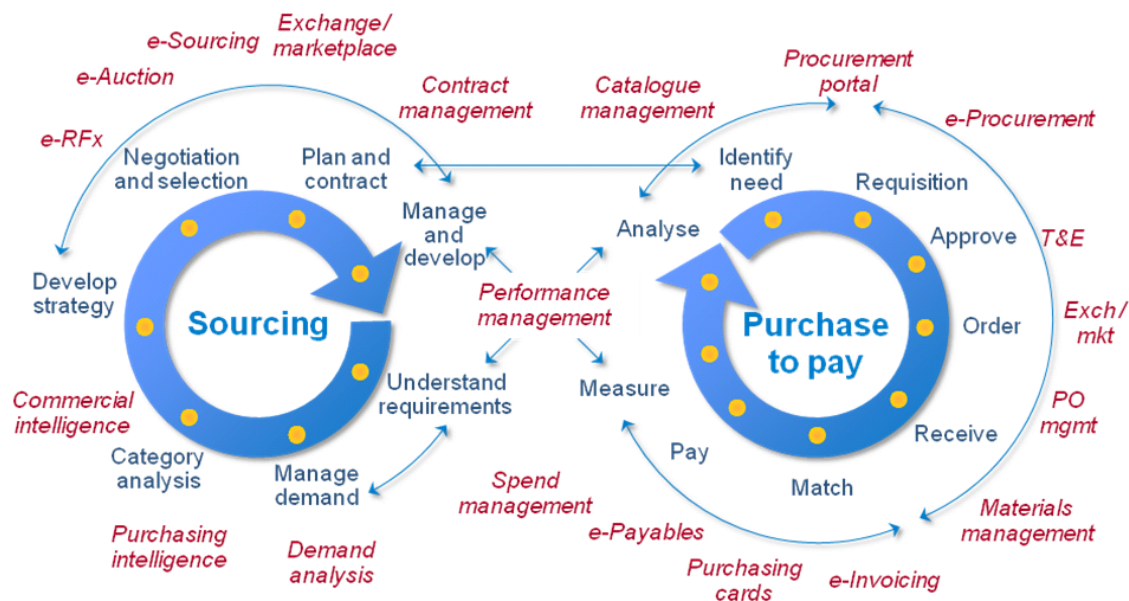 Exchange/
marketplace
e-Sourcing
e-Auction
e-RFx
Contract
management
Catalogue
management
Procurement
portal
e-Procurement
Negotiation
and selection
Plan and
contract
Manage
and
develop
Develop
strategy
Sourcing
Commercial
intelligence
Category
analysis
Manage
demand
Understand
requirements
Purchasing
intelligence
Demand
analysis
Performance
management
Spend
management
Identify
need
Requisition
Analyse
Approve
T&E
Purchase
to pay
Order
Exch/
mkt
Measure
PO
mgmt
Receive
Pay
Match
Materials
management
e-Payables
Purchasing
cards
e-Invoicing